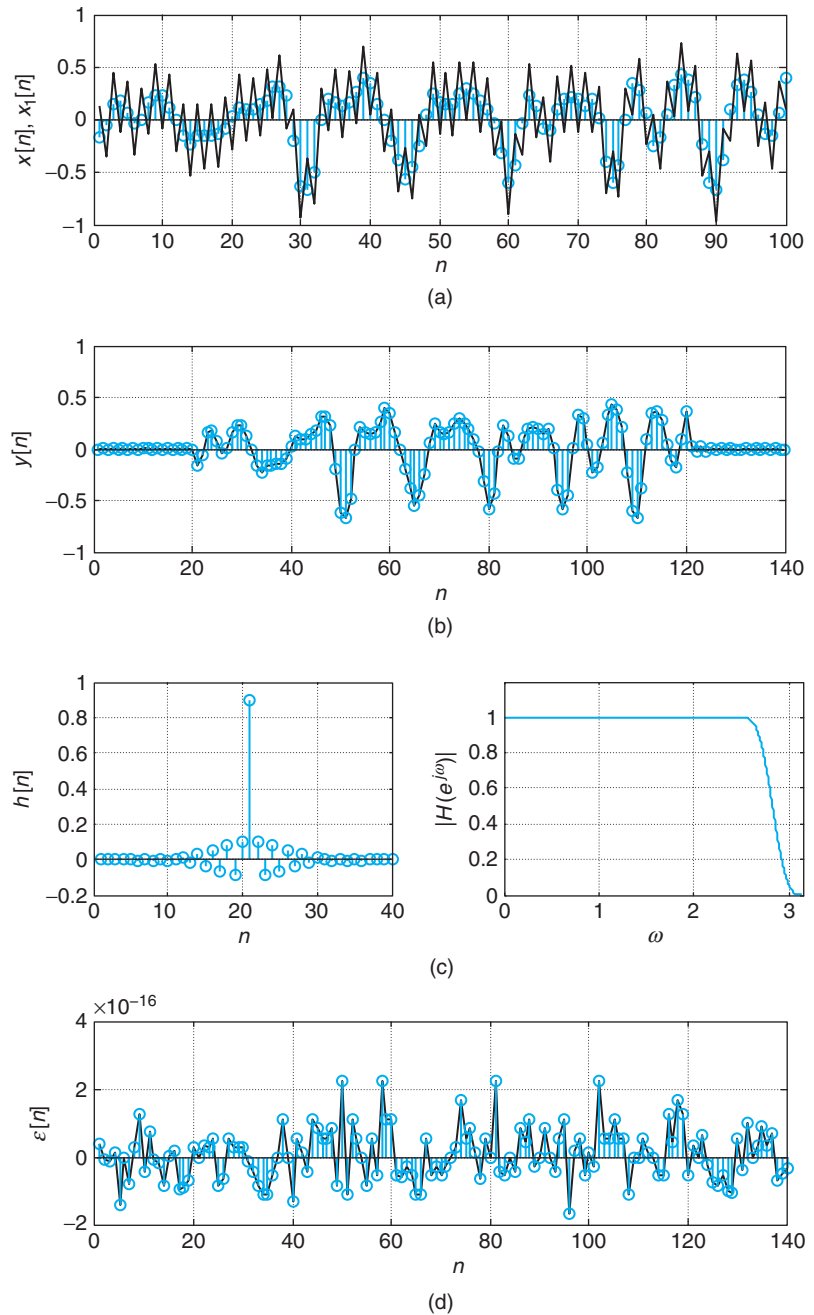 1
0.5
0
−0.5
−1
x[n], x₁[n]
0 10 20 30 40 50 60 70 80 90 100
n
(a)
1
0.5
0
−0.5
−1
y[n]
0 20 40 60 80 100 120 140
n
(b)
1
0.8
0.6
0.4
0.2
0
−0.2
h[n]
0 10 20 30 40
n
1
0.8
0.6
0.4
0.2
0
|H(e^{jω})|
0 1 2 3
ω
(c)
×10⁻¹⁶
4
2
0
−2
ε[n]
0 20 40 60 80 100 120 140
n
(d)